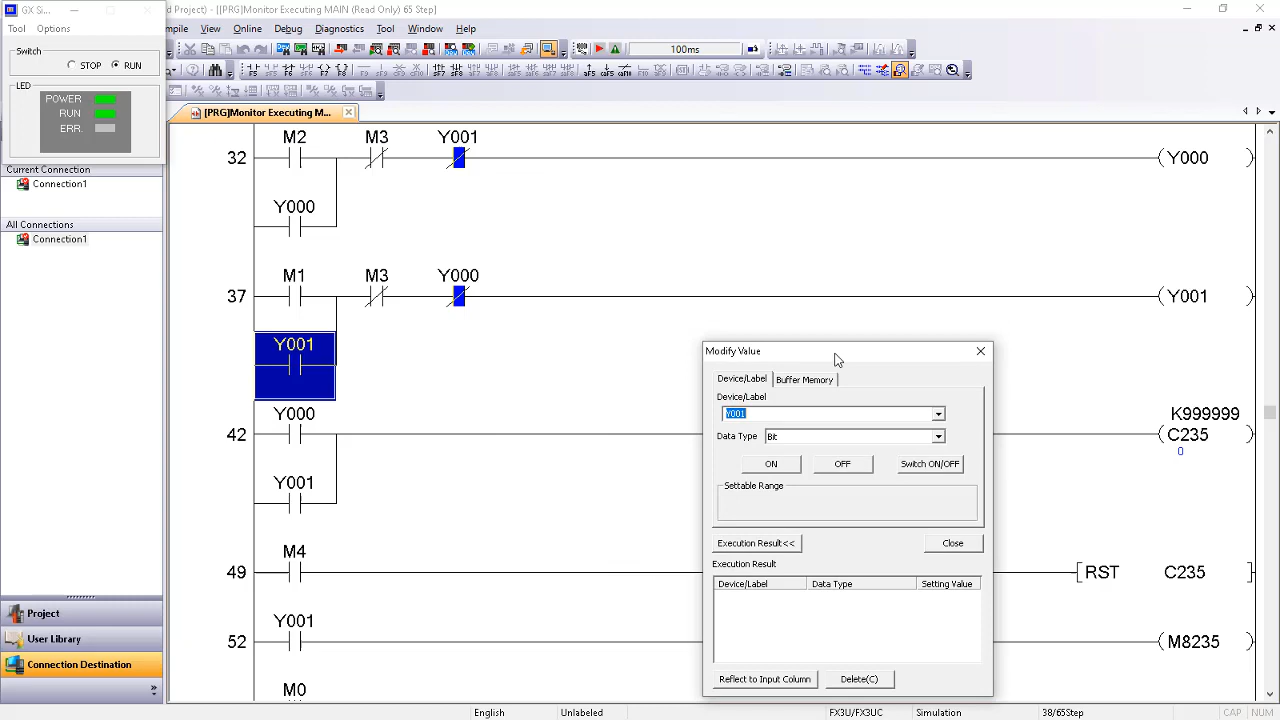 GX Si...
d Project) - [[PRG]Monitor Executing MAIN (Read Only) 65 Step]
Tool Options
mpile View Online Debug Diagnostics Tool Window Help
Switch
STOP RUN
100ms
LED
POWER
RUN
ERR.
[PRG]Monitor Executing M...
Current Connection
Connection1
All Connections
Connection1
M2 M3 Y001
32 Y000
Y000
M1 M3 Y000
37 Y001
Y001
Y000 K999999
42 C235
0
Y001
M4
49 RST C235
Y001
52 M8235
M0
Modify Value
Device/Label Buffer Memory
Device/Label
Y001
Data Type Bit
ON OFF Switch ON/OFF
Settable Range
Execution Result<< Close
Execution Result
Device/Label Data Type Setting Value
Reflect to Input Column Delete(C)
Project
User Library
Connection Destination
English Unlabeled FX3U/FX3UC Simulation 38/65Step CAP NUM